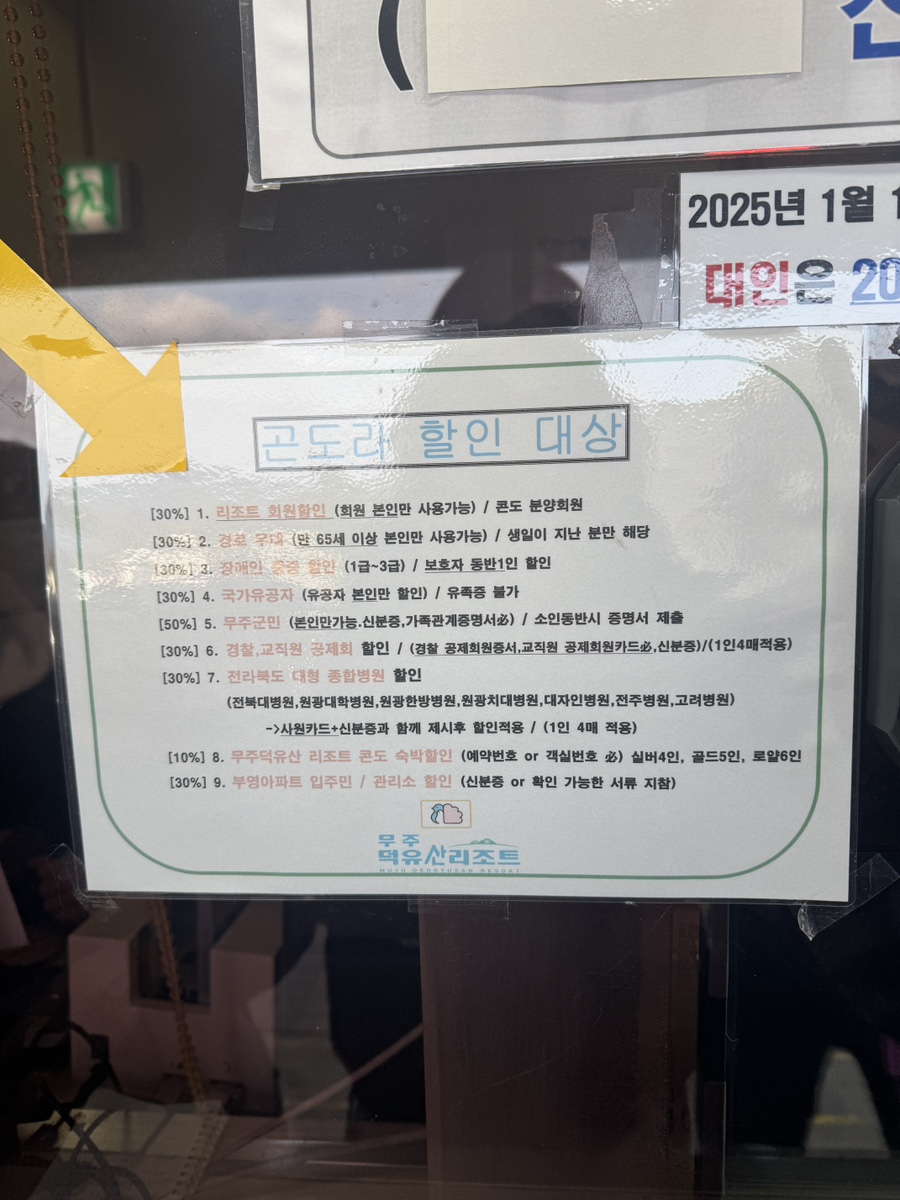 (
2025년 1월 1
대인은 20
곤도라 할인 대상
[30%] 1. 리조트 회원할인 (회원 본인만 사용가능) / 콘도 분양회원
[30%] 2. 경로 우대 (만 65세 이상 본인만 사용가능) / 생일이 지난 분만 해당
[30%] 3. 장애인 중증 할인 (1급~3급) / 보호자 동반1인 할인
[30%] 4. 국가유공자 (유공자 본인만 할인) / 유족증 불가
[50%] 5. 무주군민 (본인만가능.신분증,가족관계증명서必) / 소인동반시 증명서 제출
[30%] 6. 경찰,교직원 공제회 할인 / (경찰 공제회원증서,교직원 공제회원카드必,신분증)/(1인4매적용)
[30%] 7. 전라북도 대형 종합병원 할인
(전북대병원,원광대학병원,원광한방병원,원광치대병원,대자인병원,전주병원,고려병원)
->사원카드+신분증과 함께 제시후 할인적용 / (1인 4매 적용)
[10%] 8. 무주덕유산 리조트 콘도 숙박할인 (예약번호 or 객실번호 必) 실버4인, 골드5인, 로얄6인
[30%] 9. 부영아파트 입주민 / 관리소 할인 (신분증 or 확인 가능한 서류 지참)
무주
덕유산리조트
MUJU DEOGYUSAN RESORT